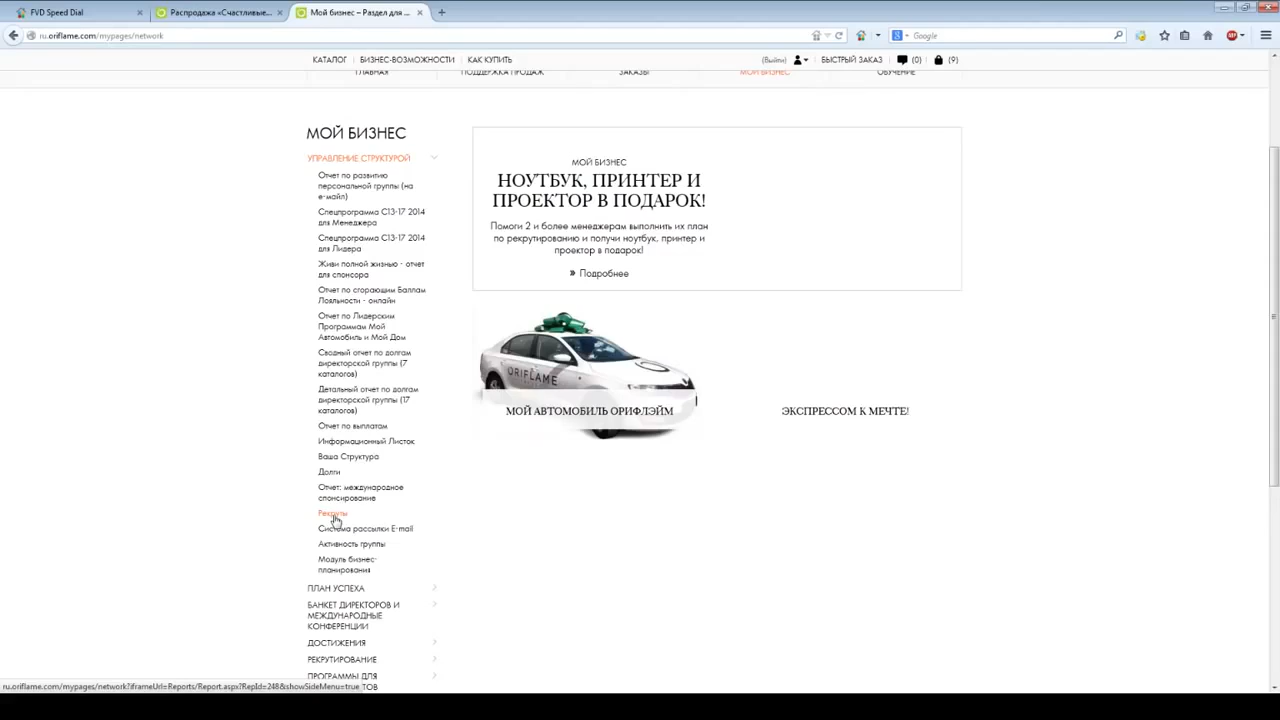 FVD Speed Dial
Распродажа «Счастливые...
Мой бизнес – Раздел для ...
ru.oriflame.com/mypages/network
Google
КАТАЛОГ БИЗНЕС-ВОЗМОЖНОСТИ КАК КУПИТЬ
(Выйти) БЫСТРЫЙ ЗАКАЗ (0) (9)
ГЛАВНАЯ ПОДДЕРЖКА ПРОДАЖ ЗАКАЗЫ МОЙ БИЗНЕС ОБУЧЕНИЕ
МОЙ БИЗНЕС
УПРАВЛЕНИЕ СТРУКТУРОЙ
Отчет по развитию
персональной группы (на
е-майл)
Спецпрограмма С13-17 2014
для Менеджера
Спецпрограмма С13-17 2014
для Лидера
Живи полной жизнью - отчет
для спонсора
Отчет по сгорающим Баллам
Лояльности - онлайн
Отчет по Лидерским
Программам Мой
Автомобиль и Мой Дом
Сводный отчет по долгам
директорской группы (7
каталогов)
Детальный отчет по долгам
директорской группы (17
каталогов)
Отчет по выплатам
Информационный Листок
Ваша Структура
Долги
Отчет: международное
спонсирование
Рекруты
Система рассылки E-mail
Активность группы
Модуль бизнес-
планирования
ПЛАН УСПЕХА
БАНКЕТ ДИРЕКТОРОВ И
МЕЖДУНАРОДНЫЕ
КОНФЕРЕНЦИИ
ДОСТИЖЕНИЯ
РЕКРУТИРОВАНИЕ
ПРОГРАММЫ ДЛЯ
ТОВ
МОЙ БИЗНЕС
НОУТБУК, ПРИНТЕР И
ПРОЕКТОР В ПОДАРОК!
Помоги 2 и более менеджерам выполнить их план
по рекрутированию и получи ноутбук, принтер и
проектор в подарок!
» Подробнее
ORIFLAME
МОЙ АВТОМОБИЛЬ ОРИФЛЭЙМ
ЭКСПРЕССОМ К МЕЧТЕ!
ru.oriflame.com/mypages/network?iframeUrl=Reports/Report.aspx?RepId=248&showSideMenu=true